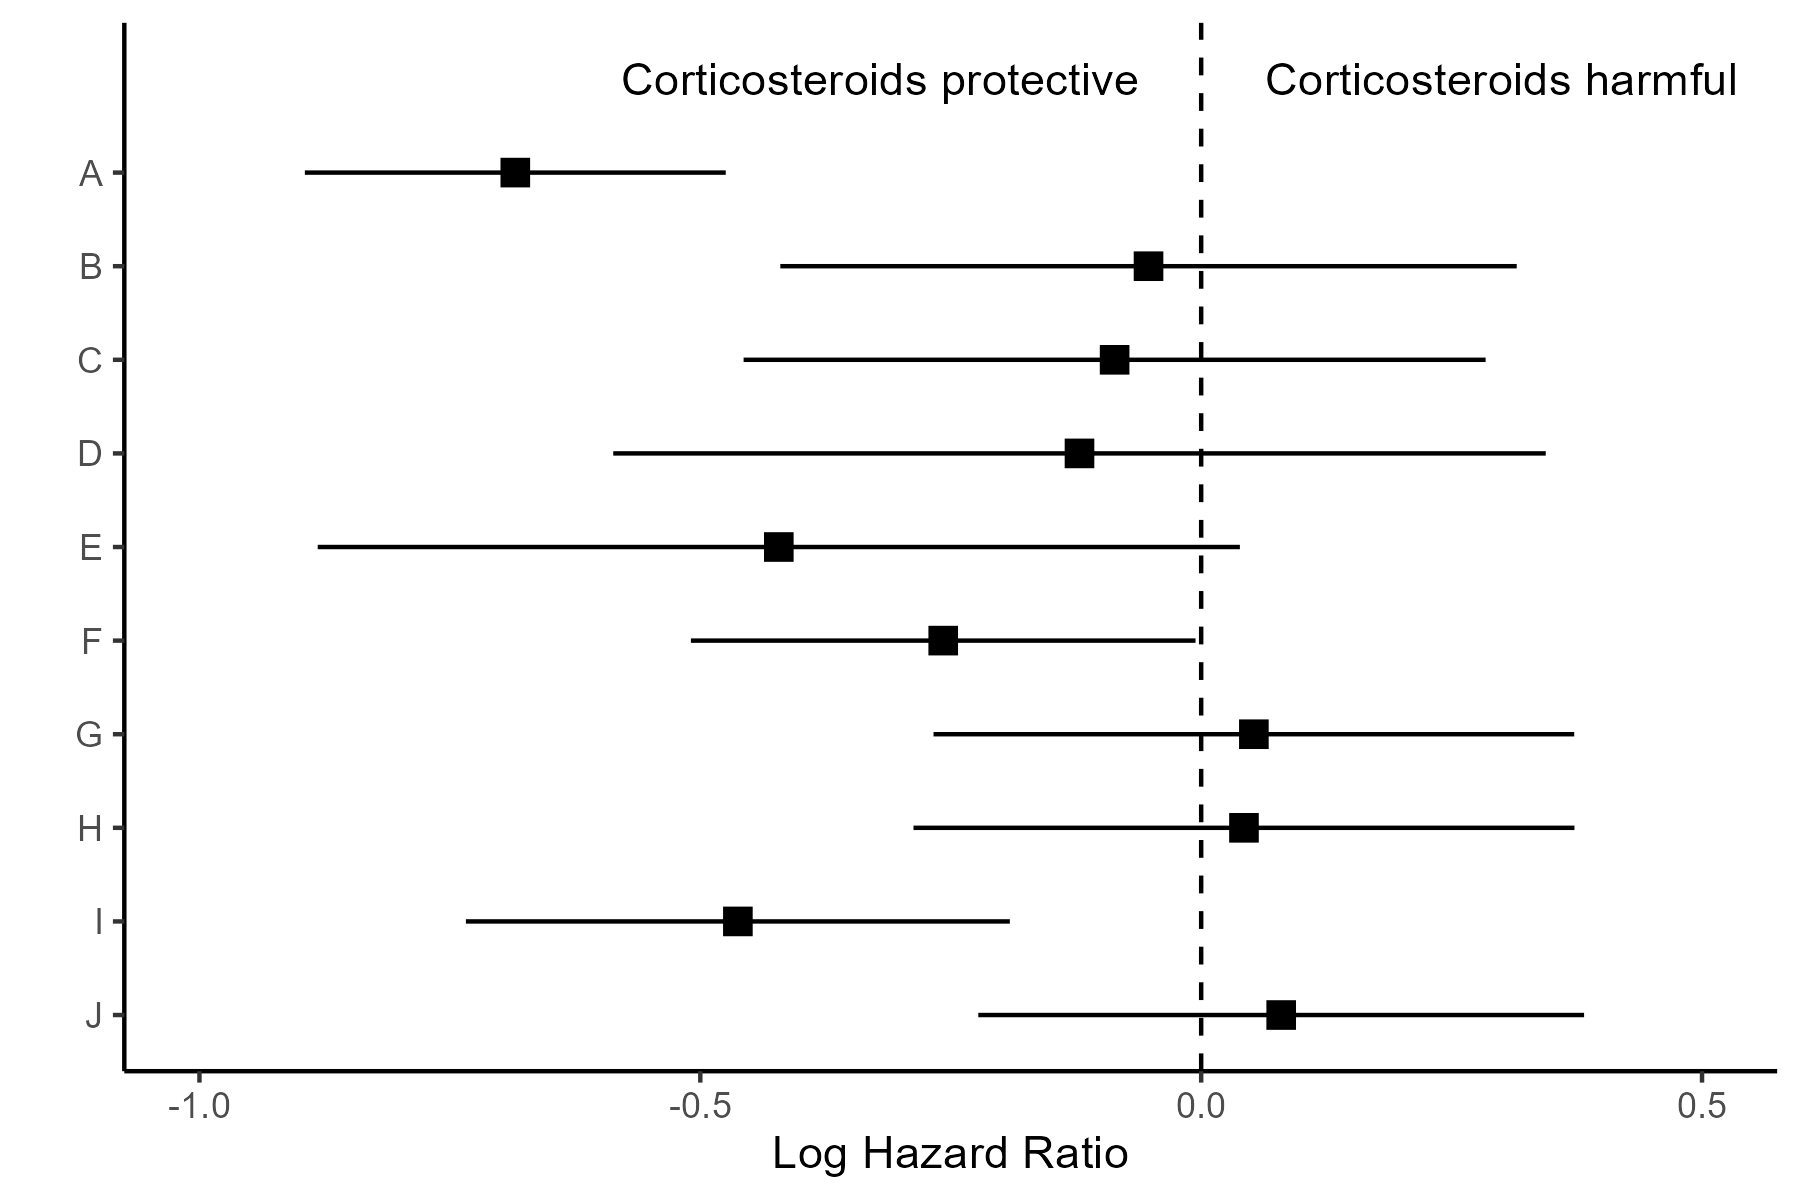 Corticosteroids protective Corticosteroids harmful
A
B
C
D
E
F
G
H
I
J
-1.0 -0.5 0.0 0.5
Log Hazard Ratio